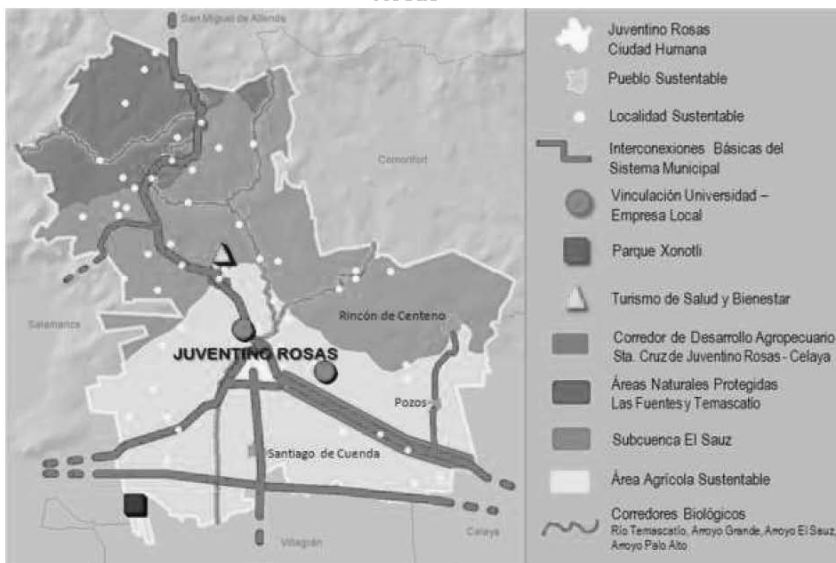 San Miguel de Allende
Comonfort
Salamanca
Rincón de Centeno
JUVENTINO ROSAS
Pozos
Santiago de Cuenda
Villagrán
Celaya
Juventino Rosas
Ciudad Humana
Pueblo Sustentable
Localidad Sustentable
Interconexiones Básicas del
Sistema Municipal
Vinculación Universidad –
Empresa Local
Parque Xonotli
Turismo de Salud y Bienestar
Corredor de Desarrollo Agropecuario
Sta. Cruz de Juventino Rosas - Celaya
Áreas Naturales Protegidas
Las Fuentes y Temascatío
Subcuenca El Sauz
Área Agrícola Sustentable
Corredores Biológicos
Río Temascatío, Arroyo Grande, Arroyo El Sauz,
Arroyo Palo Alto